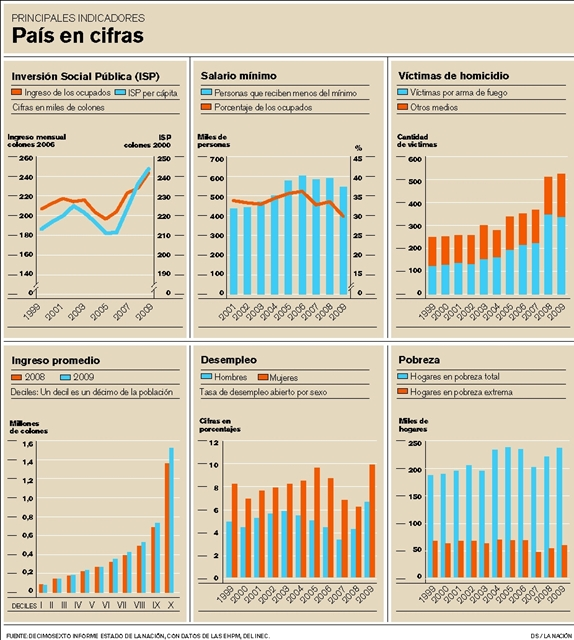 PRINCIPALES INDICADORES
País en cifras
Inversión Social Pública (ISP)
Ingreso de los ocupados ISP per cápita
Cifras en miles de colones
Ingreso mensual
colones 2006
ISP
colones 2000
260
240
220
200
180
160
140
0
250
240
230
220
210
200
190
0
1999 2001 2003 2005 2007 2009
Salario mínimo
Personas que reciben menos del mínimo
Porcentaje de los ocupados
Miles de
personas
%
700
600
500
400
300
200
100
0
45
40
35
30
25
20
15
0
2001 2002 2003 2004 2005 2006 2007 2008 2009
Víctimas de homicidio
Víctimas por arma de fuego
Otros medios
Cantidad
de víctimas
600
500
400
300
200
100
0
1999 2000 2001 2002 2003 2004 2005 2006 2007 2008 2009
Ingreso promedio
2008 2009
Deciles: Un decil es un décimo de la población
Millones
de colones
1,6
1,4
1,2
1,0
0,8
0,6
0,4
0,2
0
DECILES I II III IV V VI VII VIII IX X
Desempleo
Hombres Mujeres
Tasa de desempleo abierto por sexo
Cifras en
porcentajes
12
10
8
6
4
2
0
1999 2000 2001 2002 2003 2004 2005 2006 2007 2008 2009
Pobreza
Hogares en pobreza total
Hogares en pobreza extrema
Miles de
hogares
250
200
150
100
50
0
1999 2000 2001 2002 2003 2004 2005 2006 2007 2008 2009
FUENTE: DECIMOSEXTO INFORME ESTADO DE LA NACIÓN, CON DATOS DE LAS EHPM, DEL INEC.
DS / LA NACIÓN